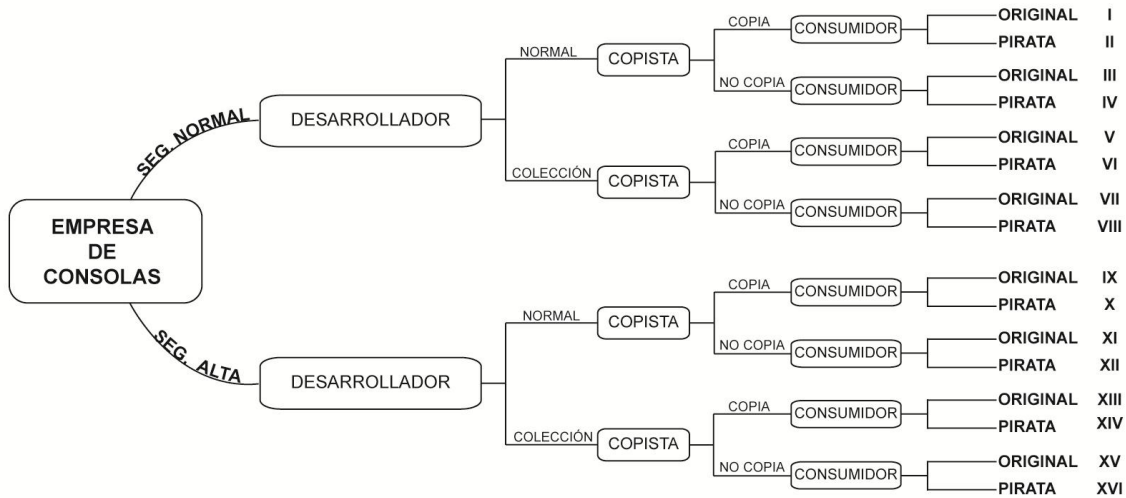 EMPRESA
DE
CONSOLAS
SEG. NORMAL
DESARROLLADOR
NORMAL
COPISTA
COPIA
CONSUMIDOR
ORIGINAL I
PIRATA II
NO COPIA
CONSUMIDOR
ORIGINAL III
PIRATA IV
COLECCIÓN
COPISTA
COPIA
CONSUMIDOR
ORIGINAL V
PIRATA VI
NO COPIA
CONSUMIDOR
ORIGINAL VII
PIRATA VIII
SEG. ALTA
DESARROLLADOR
NORMAL
COPISTA
COPIA
CONSUMIDOR
ORIGINAL IX
PIRATA X
NO COPIA
CONSUMIDOR
ORIGINAL XI
PIRATA XII
COLECCIÓN
COPISTA
COPIA
CONSUMIDOR
ORIGINAL XIII
PIRATA XIV
NO COPIA
CONSUMIDOR
ORIGINAL XV
PIRATA XVI